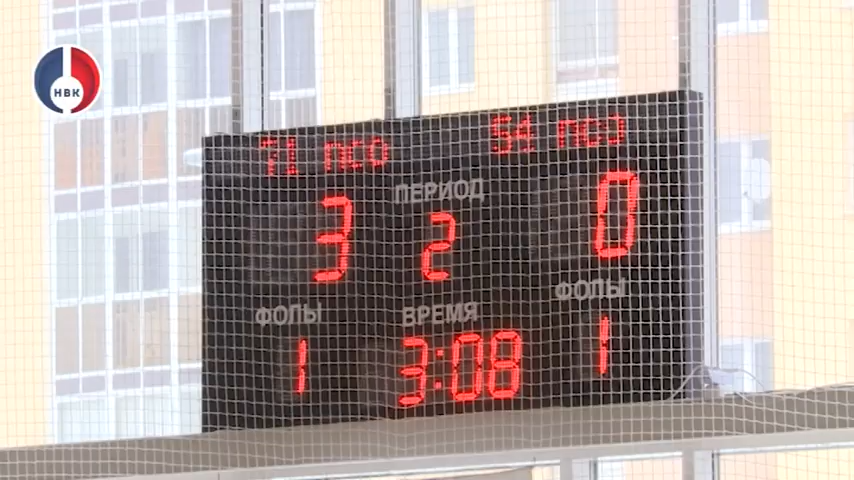 НВК
71 ПСО 54 ПСО
3 ПЕРИОД 0
2
ФОЛЫ ВРЕМЯ ФОЛЫ
1 3:08 1